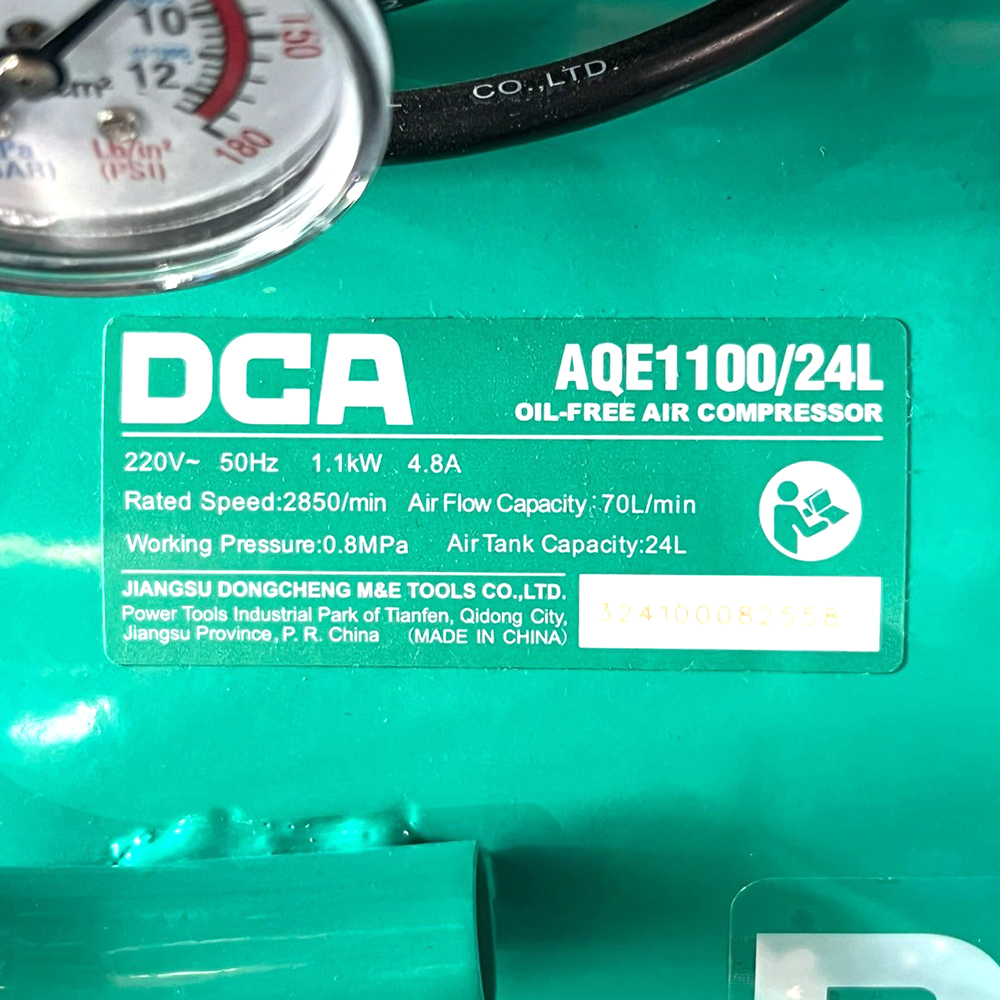 10
150
12
cm²
180
Lb/in²
(PSI)
CO.,LTD.
DCA
AQE1100/24L
OIL-FREE AIR COMPRESSOR
220V~ 50Hz 1.1kW 4.8A
Rated Speed:2850/min Air Flow Capacity:70L/min
Working Pressure:0.8MPa Air Tank Capacity:24L
JIANGSU DONGCHENG M&E TOOLS CO.,LTD.
Power Tools Industrial Park of Tianfen, Qidong City,
Jiangsu Province, P. R. China (MADE IN CHINA)
324100082558